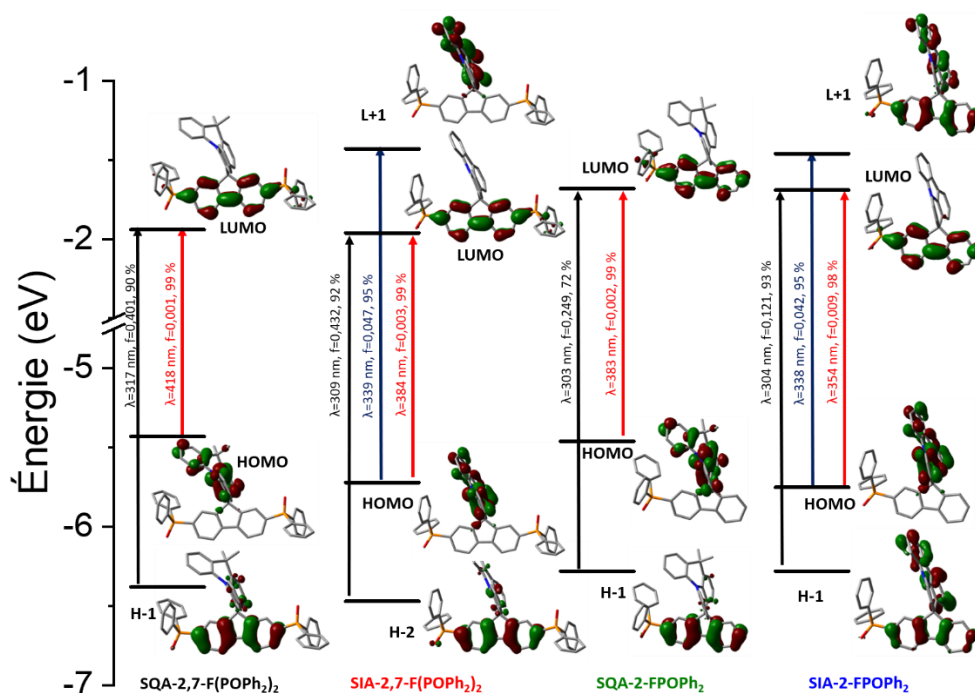 Énergie (eV)
-1
-2
-5
-6
-7
LUMO
λ=317 nm, f=0,401, 90 %
λ=418 nm, f=0,001, 99 %
HOMO
H-1
SQA-2,7-F(POPh₂)₂
L+1
LUMO
λ=309 nm, f=0,432, 92 %
λ=339 nm, f=0,047, 95 %
λ=384 nm, f=0,003, 99 %
HOMO
H-2
SIA-2,7-F(POPh₂)₂
LUMO
λ=303 nm, f=0,249, 72 %
λ=383 nm, f=0,002, 99 %
HOMO
H-1
SQA-2-FPOPh₂
L+1
LUMO
λ=304 nm, f=0,121, 93 %
λ=338 nm, f=0,042, 95 %
λ=354 nm, f=0,009, 98 %
HOMO
H-1
SIA-2-FPOPh₂